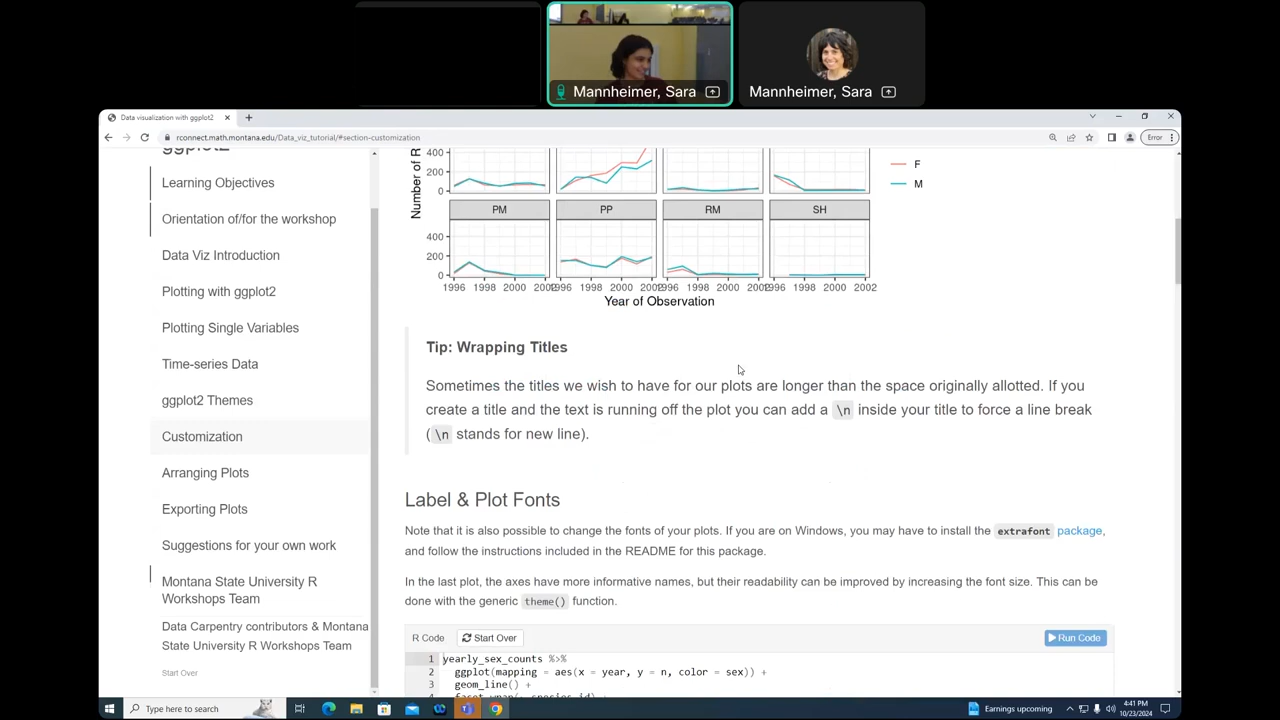 Mannheimer, Sara
Mannheimer, Sara
Data visualization with ggplot2
rconnect.math.montana.edu/Data_viz_tutorial/#section-customization
Error
ggplot2
Learning Objectives
Orientation of/for the workshop
Data Viz Introduction
Plotting with ggplot2
Plotting Single Variables
Time-series Data
ggplot2 Themes
Customization
Arranging Plots
Exporting Plots
Suggestions for your own work
Montana State University R
Workshops Team
Data Carpentry contributors & Montana
State University R Workshops Team
Start Over
Number of R
400
200
0
F
M
PM
PP
RM
SH
400
200
0
1996 1998 2000 2002
1996 1998 2000 2002
1996 1998 2000 2002
1996 1998 2000 2002
Year of Observation
Tip: Wrapping Titles
Sometimes the titles we wish to have for our plots are longer than the space originally allotted. If you
create a title and the text is running off the plot you can add a \n inside your title to force a line break
( \n stands for new line).
Label & Plot Fonts
Note that it is also possible to change the fonts of your plots. If you are on Windows, you may have to install the extrafont package,
and follow the instructions included in the README for this package.
In the last plot, the axes have more informative names, but their readability can be improved by increasing the font size. This can be
done with the generic theme() function.
R Code Start Over Run Code
1 yearly_sex_counts %>%
2 ggplot(mapping = aes(x = year, y = n, color = sex)) +
3 geom_line() +
4 facet_wrap(~ species_id) +
Type here to search
Earnings upcoming
4:41 PM
10/23/2024